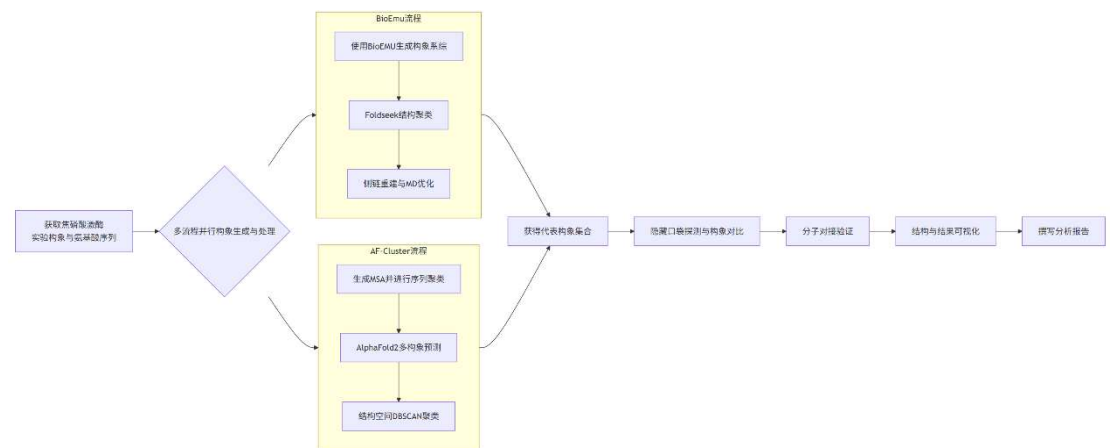 BioEmu流程
使用BioEMU生成构象系综
Foldseek结构聚类
侧链重建与MD优化
获取焦磷酸激酶
实验构象与氨基酸序列
多流程并行构象生成与处理
AF-Cluster流程
生成MSA并进行序列聚类
AlphaFold2多构象预测
结构空间DBSCAN聚类
获得代表构象集合
隐藏口袋探测与构象对比
分子对接验证
结构与结果可视化
撰写分析报告